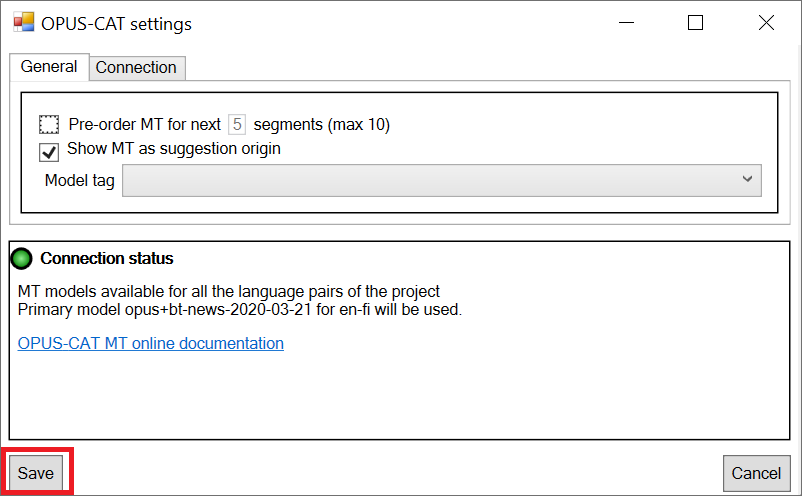 OPUS-CAT settings
General Connection
Pre-order MT for next 5 segments (max 10)
Show MT as suggestion origin
Model tag
Connection status
MT models available for all the language pairs of the project
Primary model opus+bt-news-2020-03-21 for en-fi will be used.
OPUS-CAT MT online documentation
Save Cancel